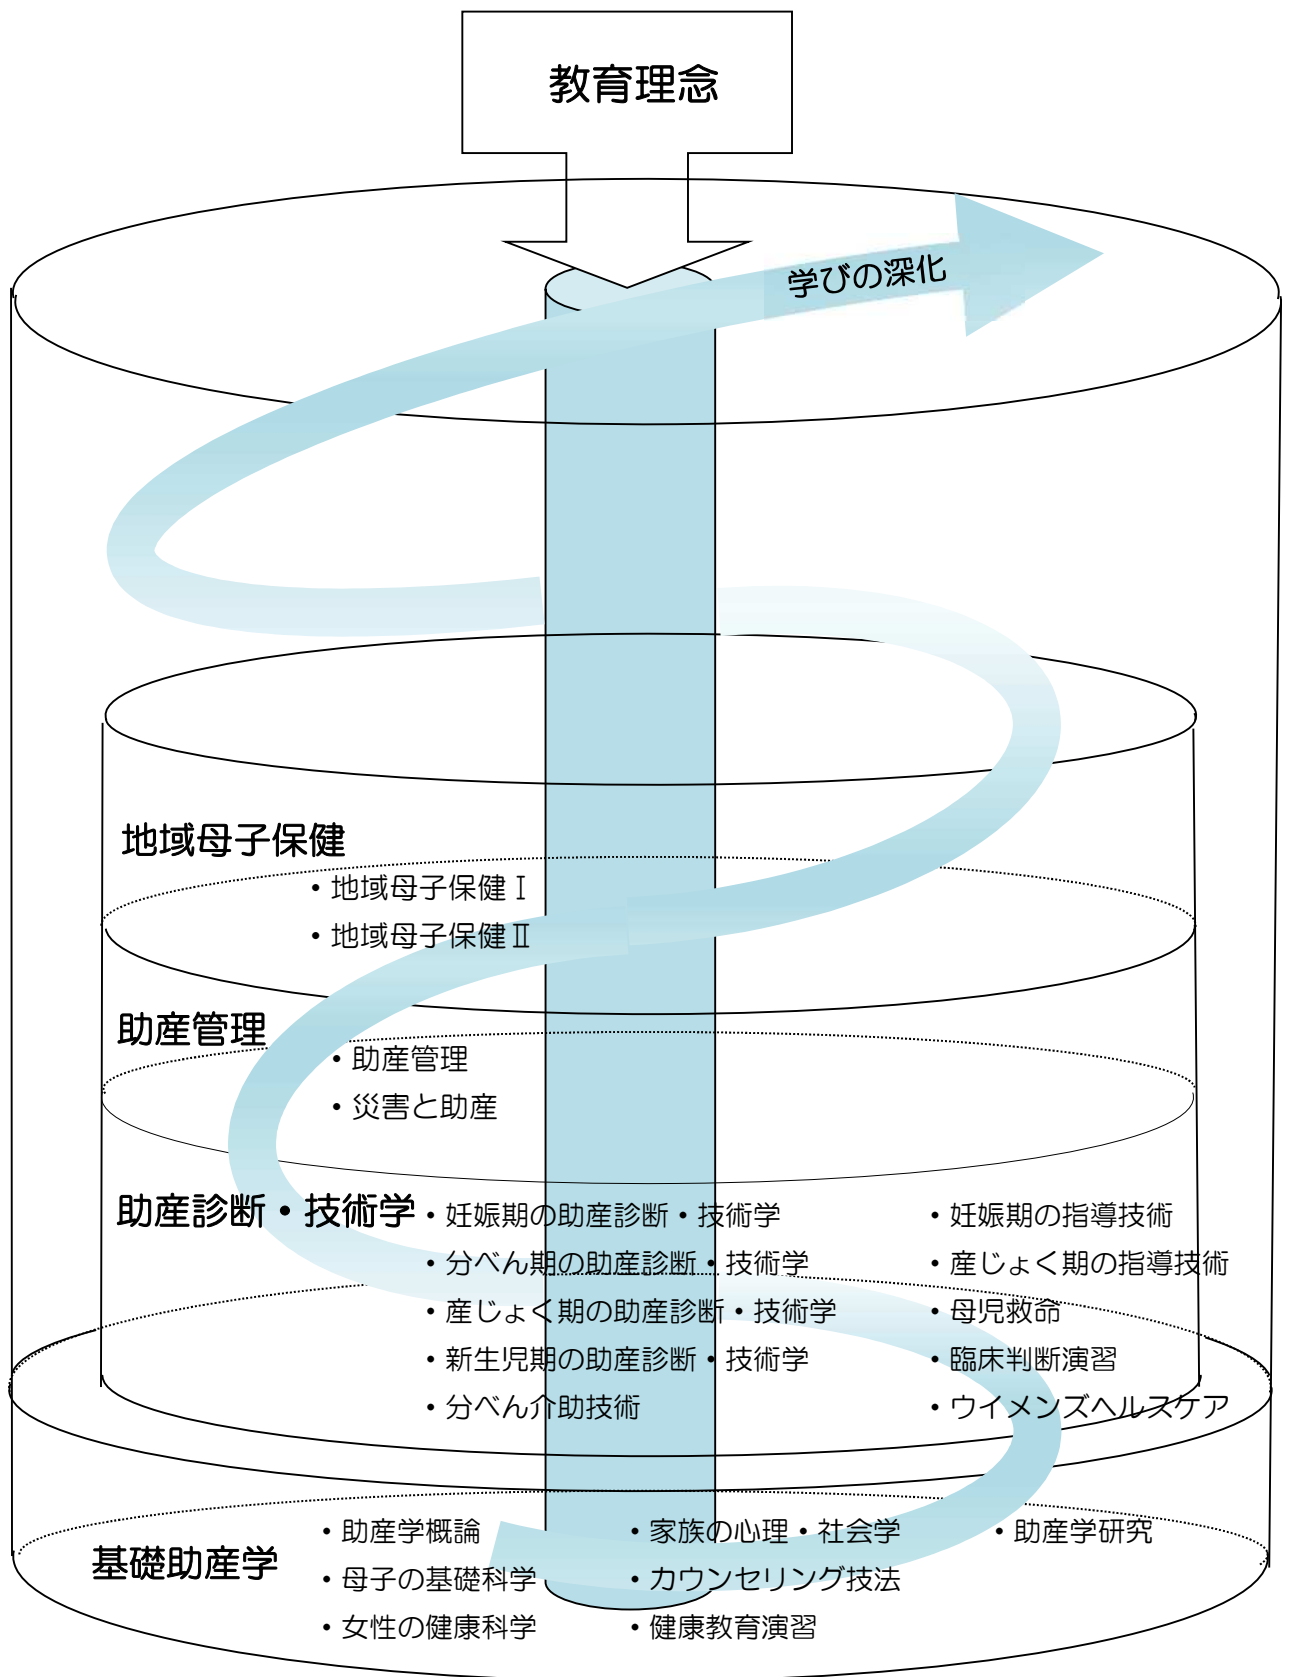 教育理念
学びの深化
地域母子保健
・地域母子保健Ⅰ
・地域母子保健Ⅱ
助産管理
・助産管理
・災害と助産
助産診断・技術学
・妊娠期の助産診断・技術学
・分べん期の助産診断・技術学
・産じょく期の助産診断・技術学
・新生児期の助産診断・技術学
・分べん介助技術
・妊娠期の指導技術
・産じょく期の指導技術
・母児救命
・臨床判断演習
・ウイメンズヘルスケア
基礎助産学
・助産学概論
・母子の基礎科学
・女性の健康科学
・家族の心理・社会学
・カウンセリング技法
・健康教育演習
・助産学研究